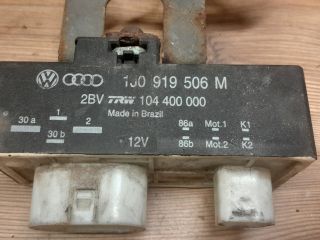 1J0 919 506 M
2BV TRW 104 400 000
Made in Brazil
30 a 1 2 86a Mot.1 K1
30 b 12V 86b Mot.2 K2